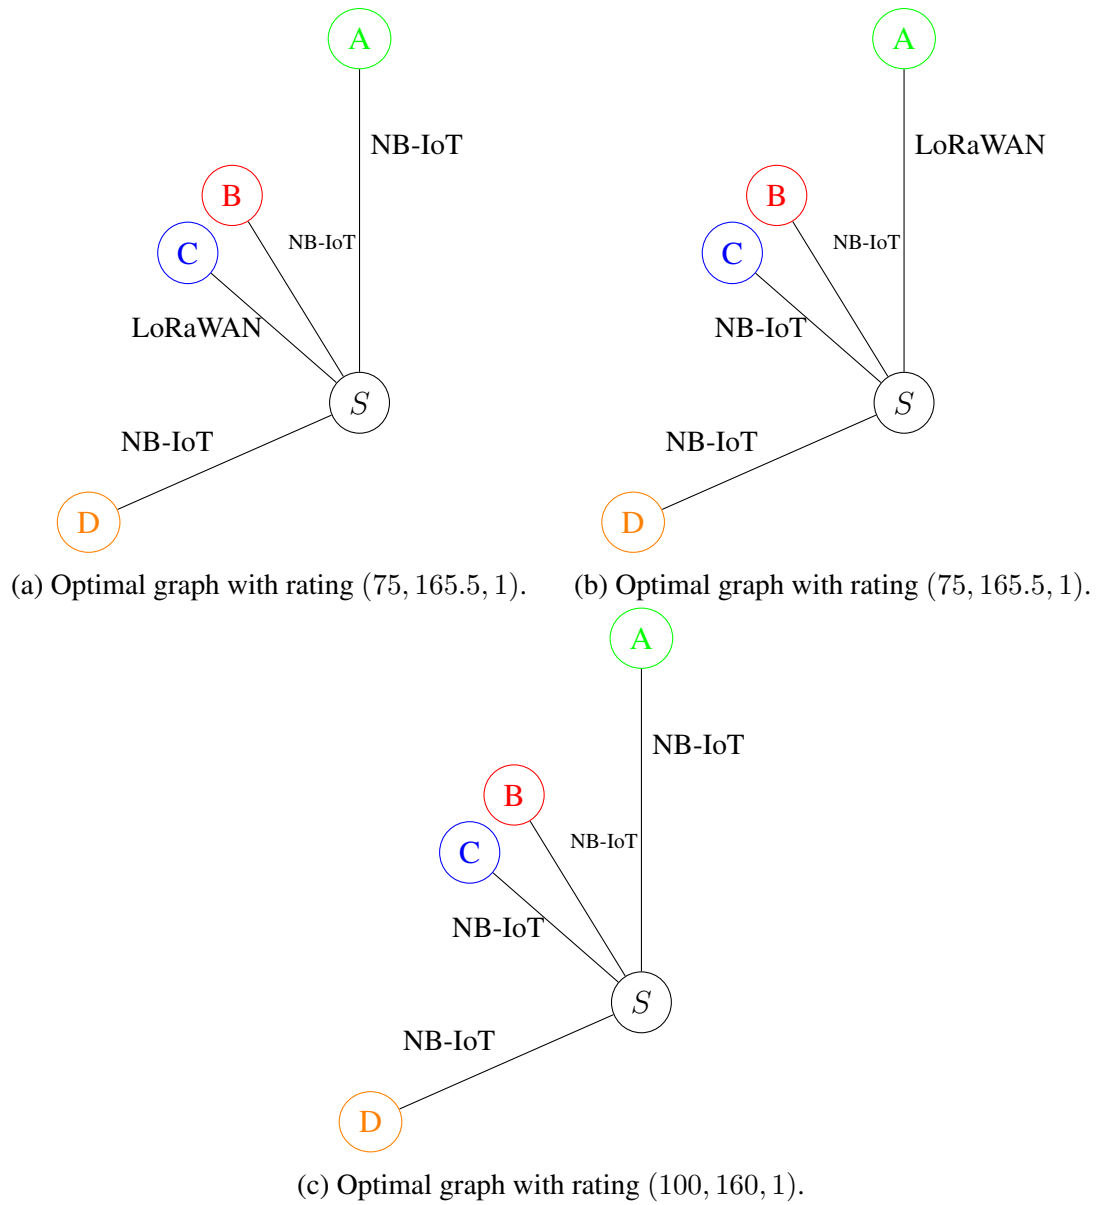 A
NB-IoT
B
NB-IoT
C
LoRaWAN
S
NB-IoT
D
(a) Optimal graph with rating (75, 165.5, 1).
A
LoRaWAN
B
NB-IoT
C
NB-IoT
S
NB-IoT
D
(b) Optimal graph with rating (75, 165.5, 1).
A
NB-IoT
B
NB-IoT
C
NB-IoT
S
NB-IoT
D
(c) Optimal graph with rating (100, 160, 1).